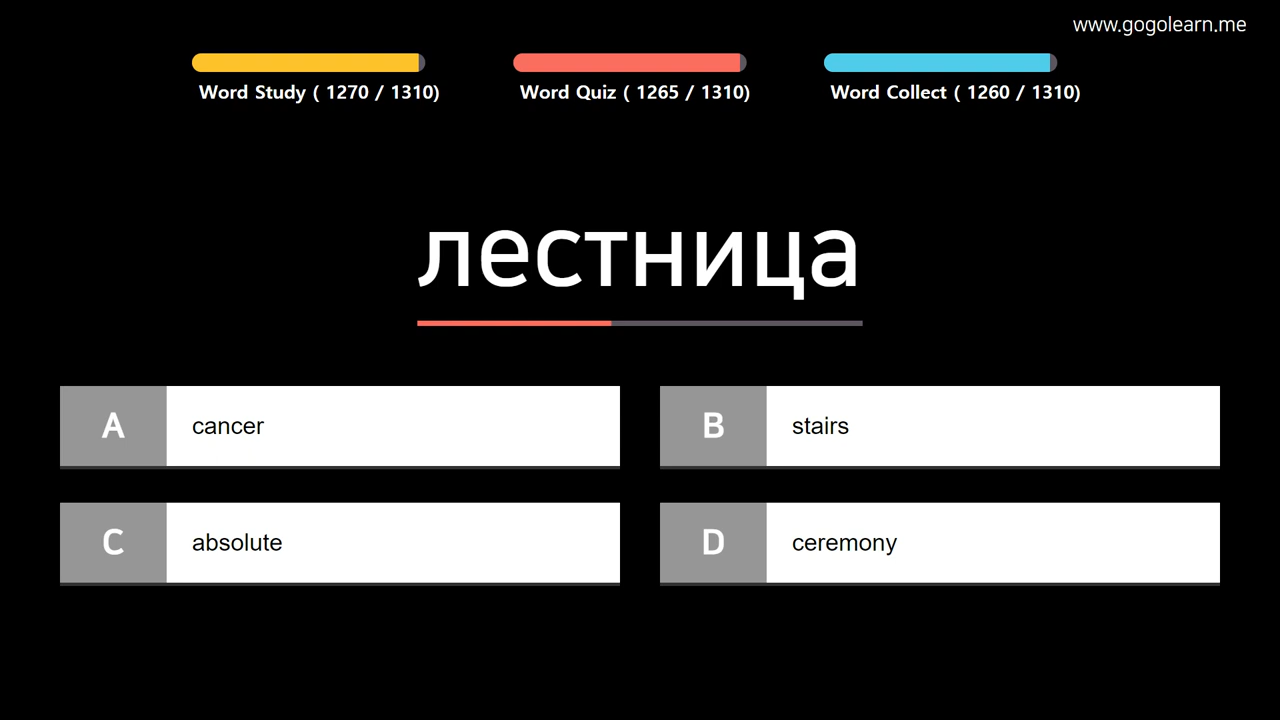 www.gogolearn.me
Word Study ( 1270 / 1310)
Word Quiz ( 1265 / 1310)
Word Collect ( 1260 / 1310)
лестница
A cancer
B stairs
C absolute
D ceremony